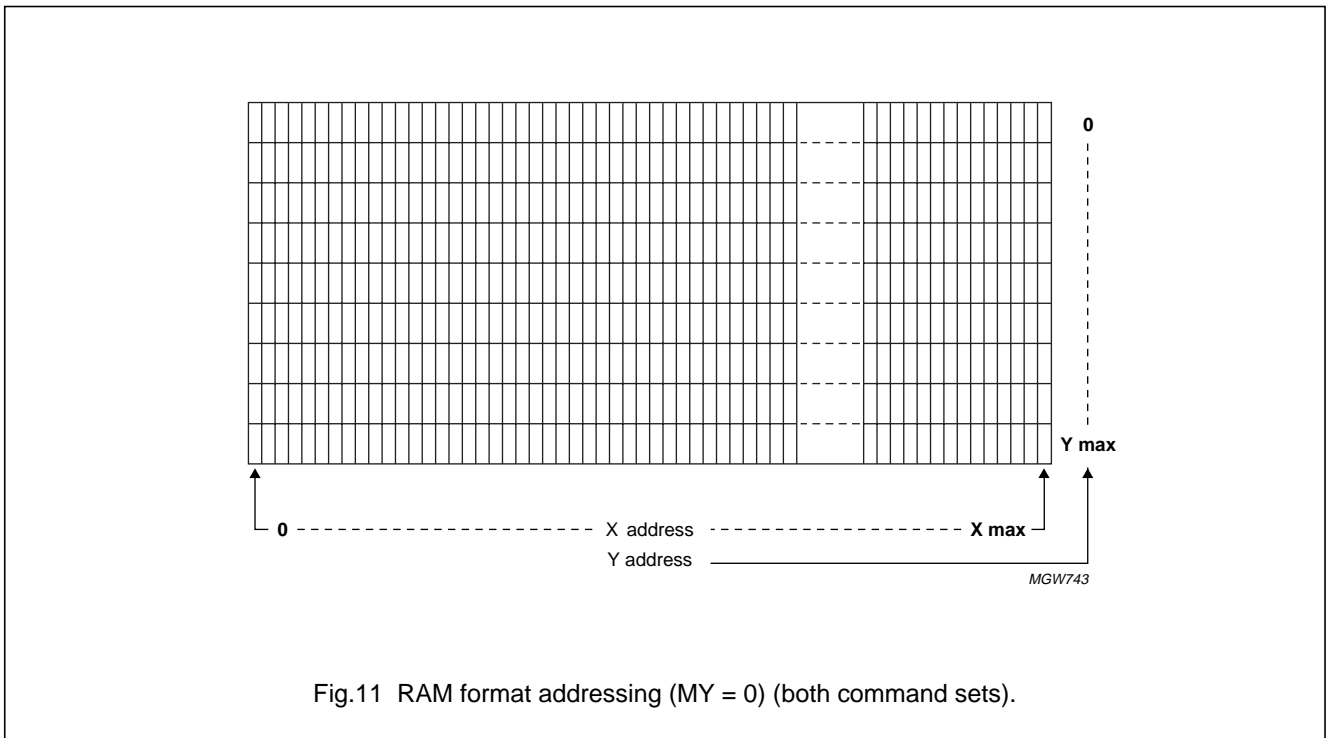 0
Y max
0 X address X max
Y address
MGW743
Fig.11 RAM format addressing (MY = 0) (both command sets).